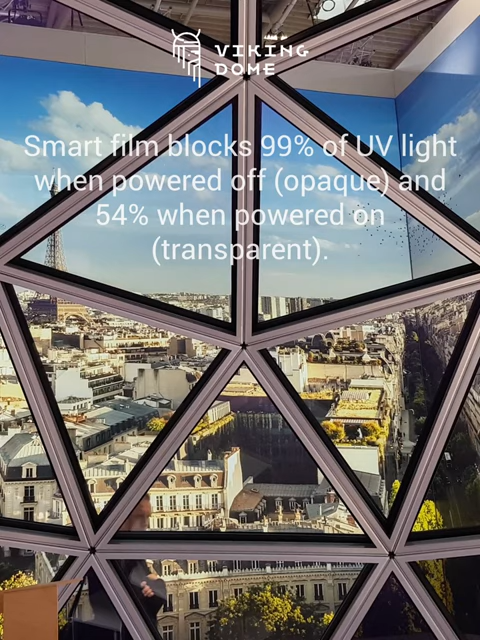 VIKING
DOME
Smart film blocks 99% of UV light
when powered off (opaque) and
54% when powered on
(transparent).